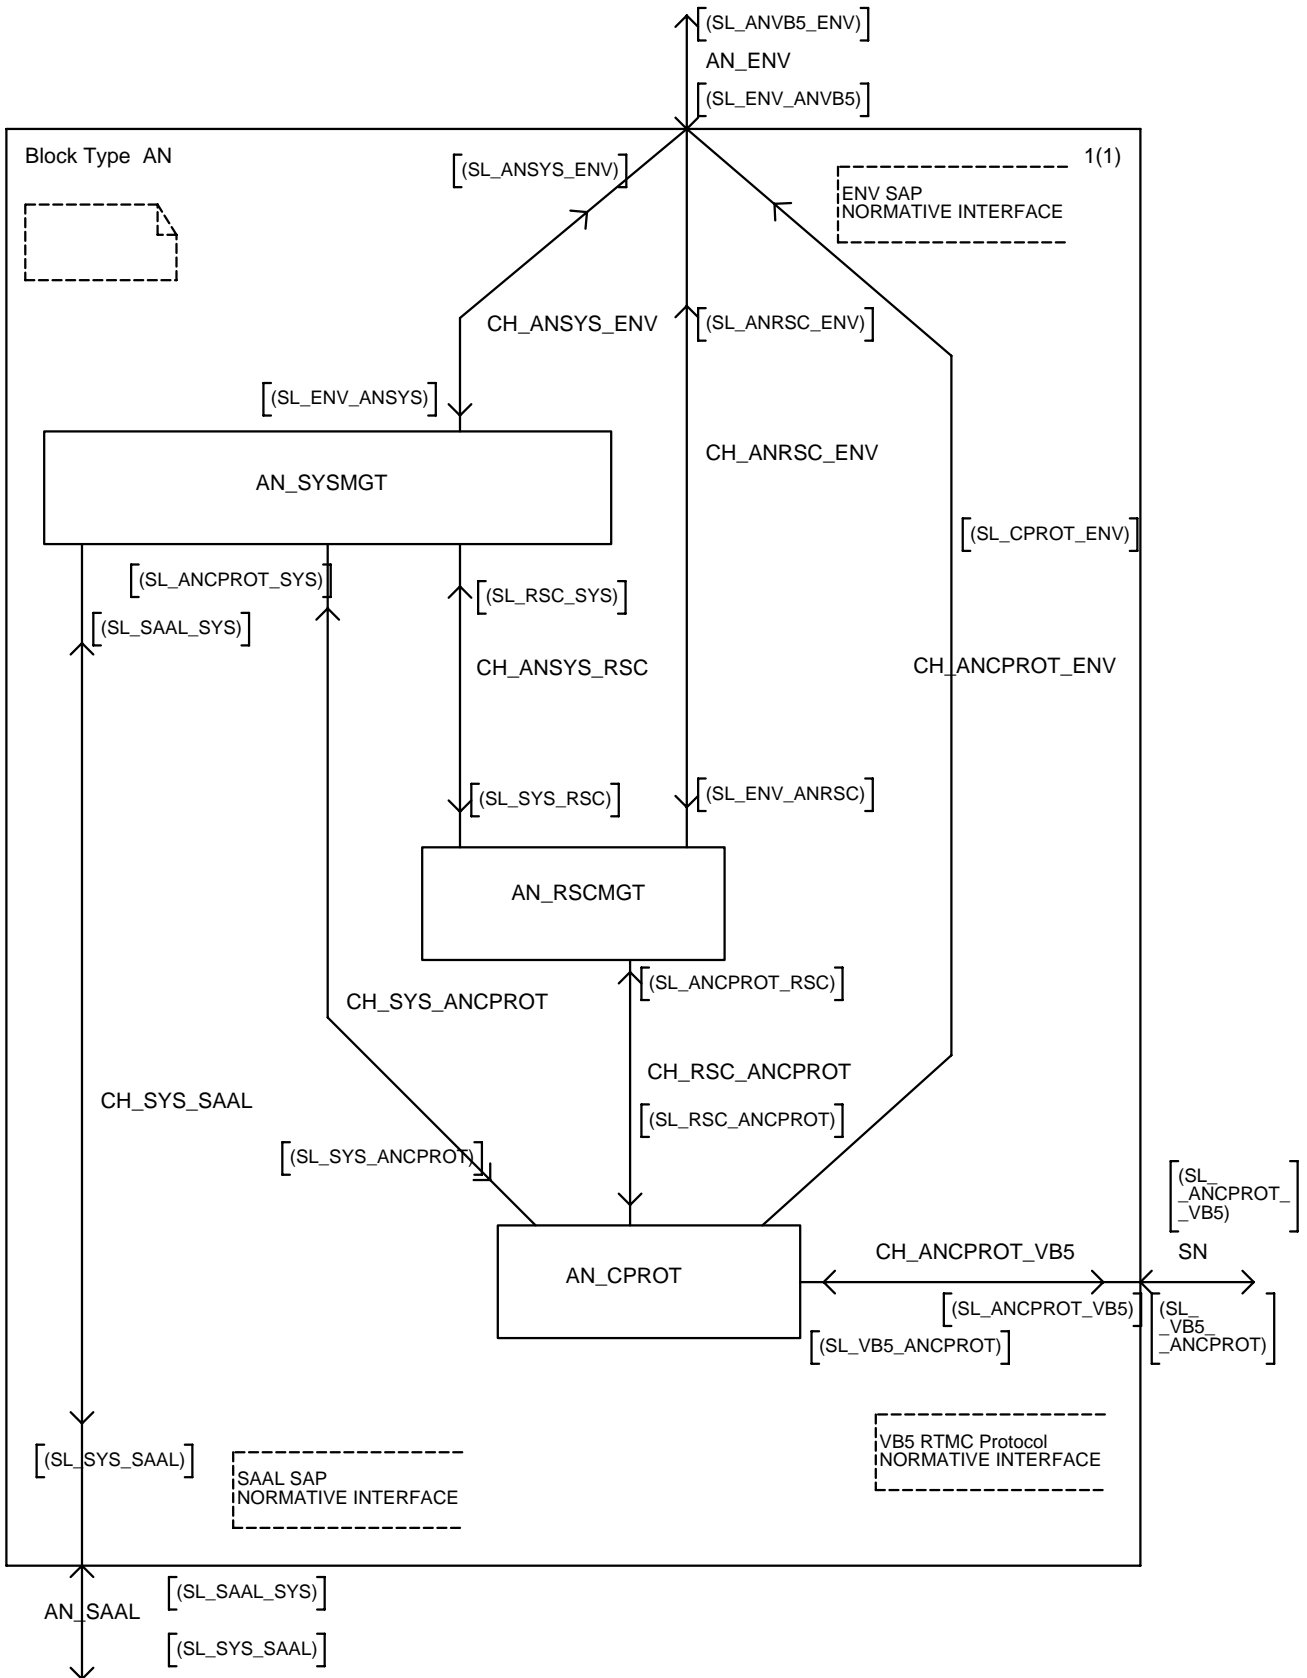 [(SL_ANVB5_ENV)]
AN_ENV
[(SL_ENV_ANVB5)]
Block Type AN
1(1)
[(SL_ANSYS_ENV)]
ENV SAP
NORMATIVE INTERFACE
CH_ANSYS_ENV
[(SL_ANRSC_ENV)]
[(SL_ENV_ANSYS)]
CH_ANRSC_ENV
AN_SYSMGT
[(SL_CPROT_ENV)]
[(SL_ANCPROT_SYS)]
[(SL_RSC_SYS)]
[(SL_SAAL_SYS)]
CH_ANSYS_RSC
CH_ANCPROT_ENV
[(SL_SYS_RSC)]
[(SL_ENV_ANRSC)]
AN_RSCMGT
[(SL_ANCPROT_RSC)]
CH_SYS_ANCPROT
CH_RSC_ANCPROT
CH_SYS_SAAL
[(SL_RSC_ANCPROT)]
[(SL_SYS_ANCPROT)]
[(SL_
_ANCPROT_
_VB5)]
CH_ANCPROT_VB5
SN
AN_CPROT
[(SL_ANCPROT_VB5)]
[(SL_
_VB5_
_ANCPROT)]
[(SL_VB5_ANCPROT)]
VB5 RTMC Protocol
NORMATIVE INTERFACE
[(SL_SYS_SAAL)]
SAAL SAP
NORMATIVE INTERFACE
[(SL_SAAL_SYS)]
AN_SAAL
[(SL_SYS_SAAL)]